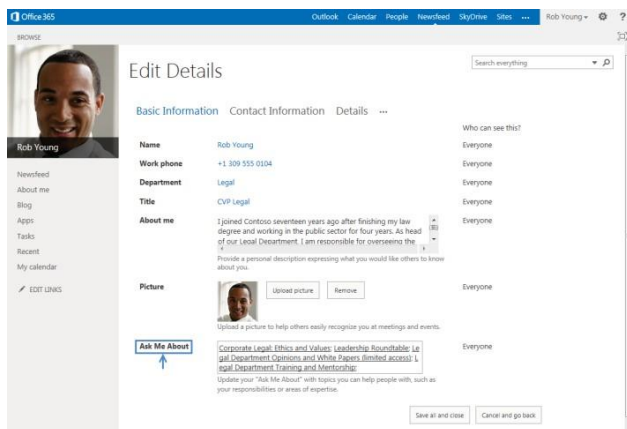 Office 365
Outlook Calendar People Newsfeed SkyDrive Sites ... Rob Young ?
BROWSE
Edit Details
Search everything
Basic Information Contact Information Details ...
Who can see this?
Rob Young
Name Rob Young Everyone
Work phone +1 309 555 0104 Everyone
Newsfeed
Department Legal Everyone
About me
Title CVP Legal Everyone
Blog
About me I joined Contoso seventeen years ago after finishing my law Everyone
Apps
degree and working in the public sector for four years. As head
Tasks
of our Legal Department, I am responsible for overseeing the
Recent
Provide a personal description expressing what you would like others to know
My calendar
about you.
EDIT LINKS
Picture Upload picture Remove Everyone
Upload a picture to help others easily recognize you at meetings and events.
Ask Me About Corporate Legal: Ethics and Values; Leadership Roundtable; Le Everyone
gal Department Opinions and White Papers (limited access); L
egal Department Training and Mentorship;
Update your "Ask Me About" with topics you can help people with, such as
your responsibilities or areas of expertise.
Save all and close Cancel and go back